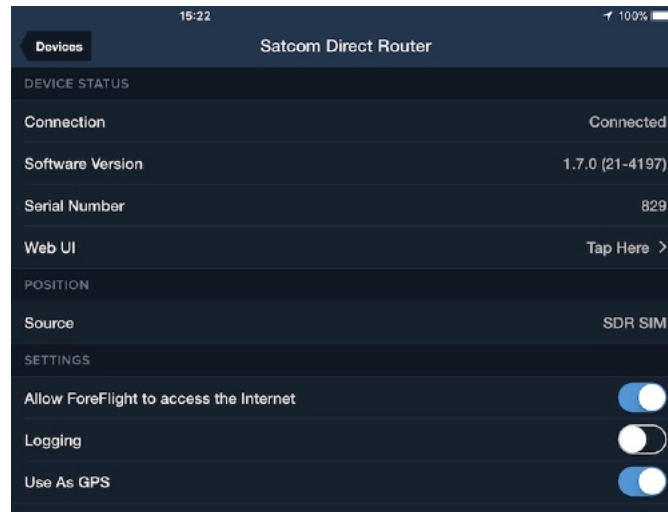 15:22 100%
Devices Satcom Direct Router
DEVICE STATUS
Connection Connected
Software Version 1.7.0 (21-4197)
Serial Number 829
Web UI Tap Here >
POSITION
Source SDR SIM
SETTINGS
Allow ForeFlight to access the Internet
Logging
Use As GPS